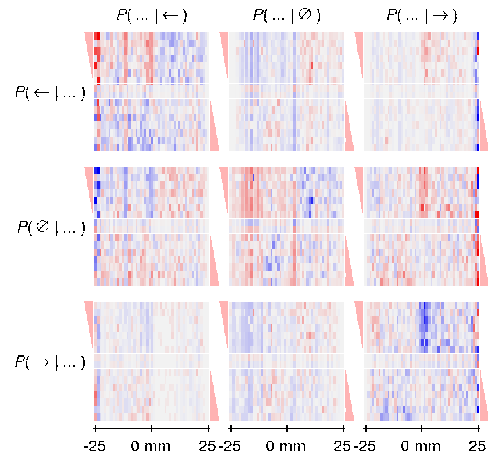 P( ... | ← ) P( ... | ∅ ) P( ... | → )
P( ← | ... )
P( ∅ | ... )
P( → | ... )
-25 0 mm 25 -25 0 mm 25 -25 0 mm 25